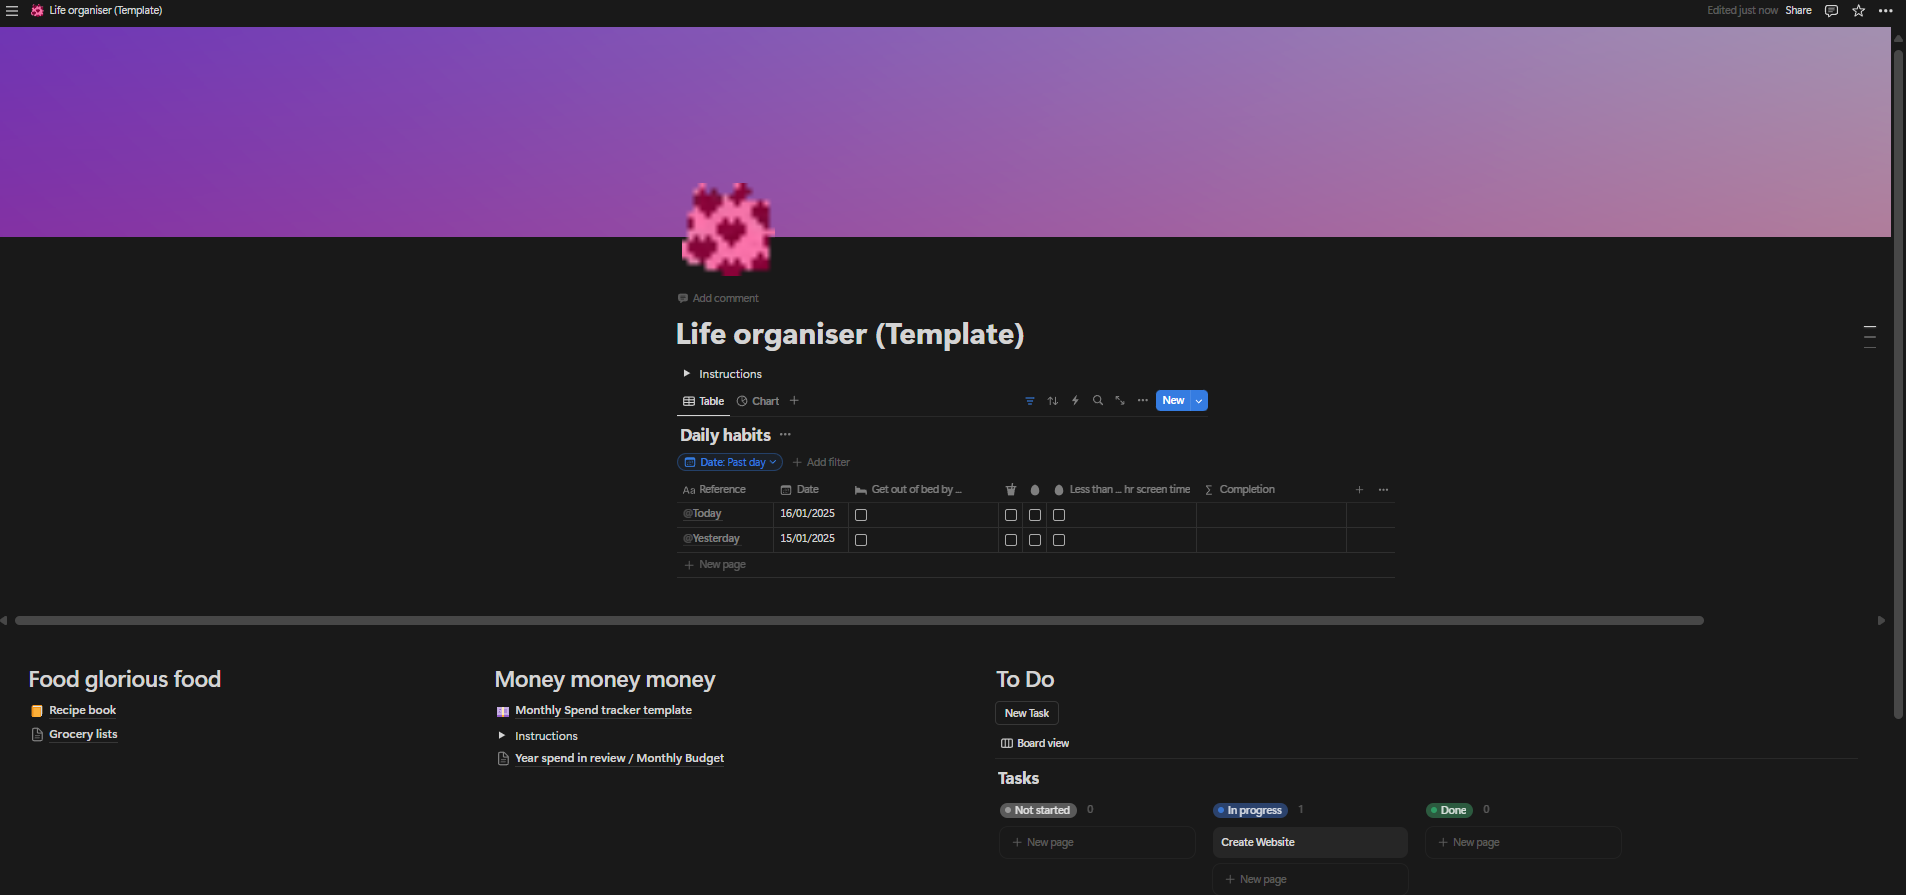 Life organiser (Template)
Edited just now Share
Add comment
Life organiser (Template)
Instructions
Table Chart
New
Daily habits
Date: Past day Add filter
Aa Reference Date Get out of bed by ... Less than ... hr screen time Σ Completion
@Today 16/01/2025
@Yesterday 15/01/2025
New page
Food glorious food
Recipe book
Grocery lists
Money money money
Monthly Spend tracker template
Instructions
Year spend in review / Monthly Budget
To Do
New Task
Board view
Tasks
Not started 0
In progress 1
Done 0
New page
Create Website
New page
New page